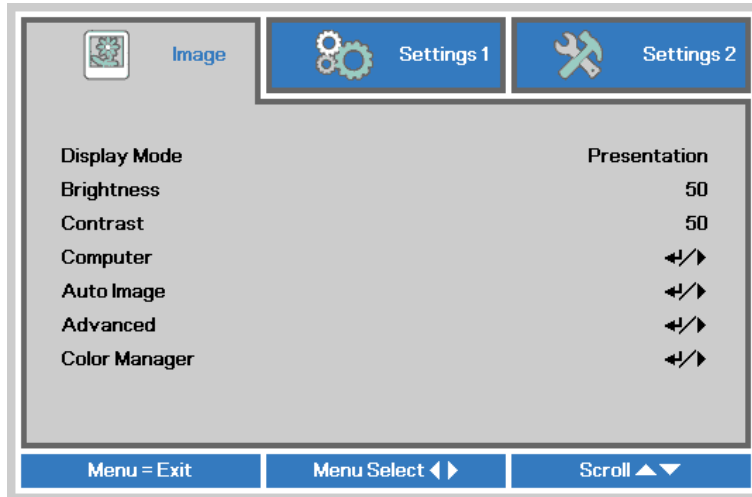 Image Settings 1 Settings 2
Display Mode Presentation
Brightness 50
Contrast 50
Computer ↵/▶
Auto Image ↵/▶
Advanced ↵/▶
Color Manager ↵/▶
Menu = Exit Menu Select ◀▶ Scroll ▲▼